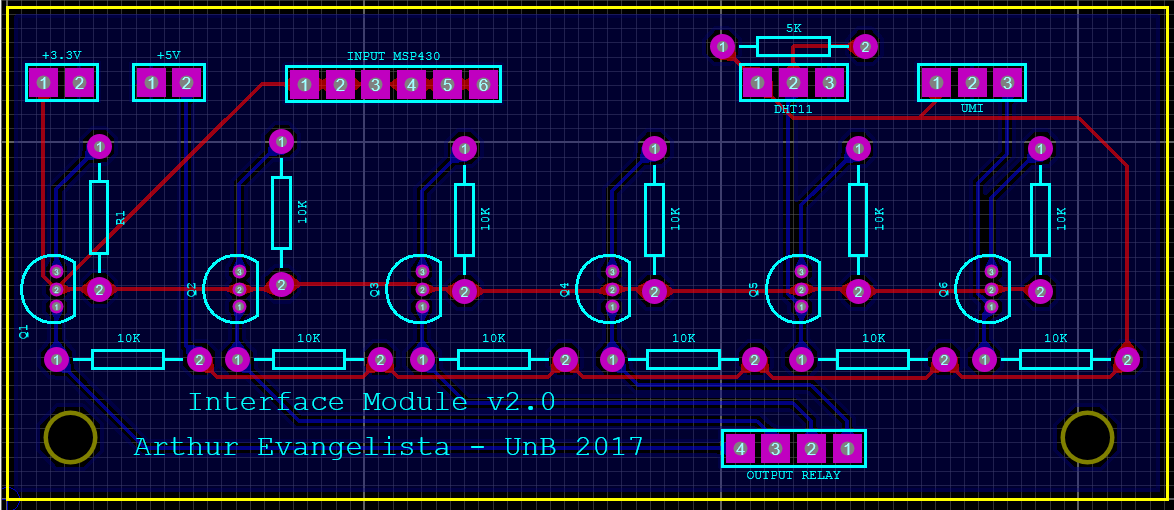 5K
+3.3V +5V INPUT MSP430
1 2 1 2 1 2 3 4 5 6 1 2 3 1 2 3
1 2
DHT11 UMI
1 1 1 1 1 1
R1 10K 10K 10K 10K 10K
3 3 3 3 3 3
Q1 2 Q2 2 Q3 2 Q4 2 Q5 2 Q6 2
1 1 1 1 1 1
2 2 2 2 2 2
10K 10K 10K 10K 10K 10K
1 2 1 2 1 2 1 2 1 2 1 2
Interface Module v2.0
Arthur Evangelista - UnB 2017
4 3 2 1
OUTPUT RELAY